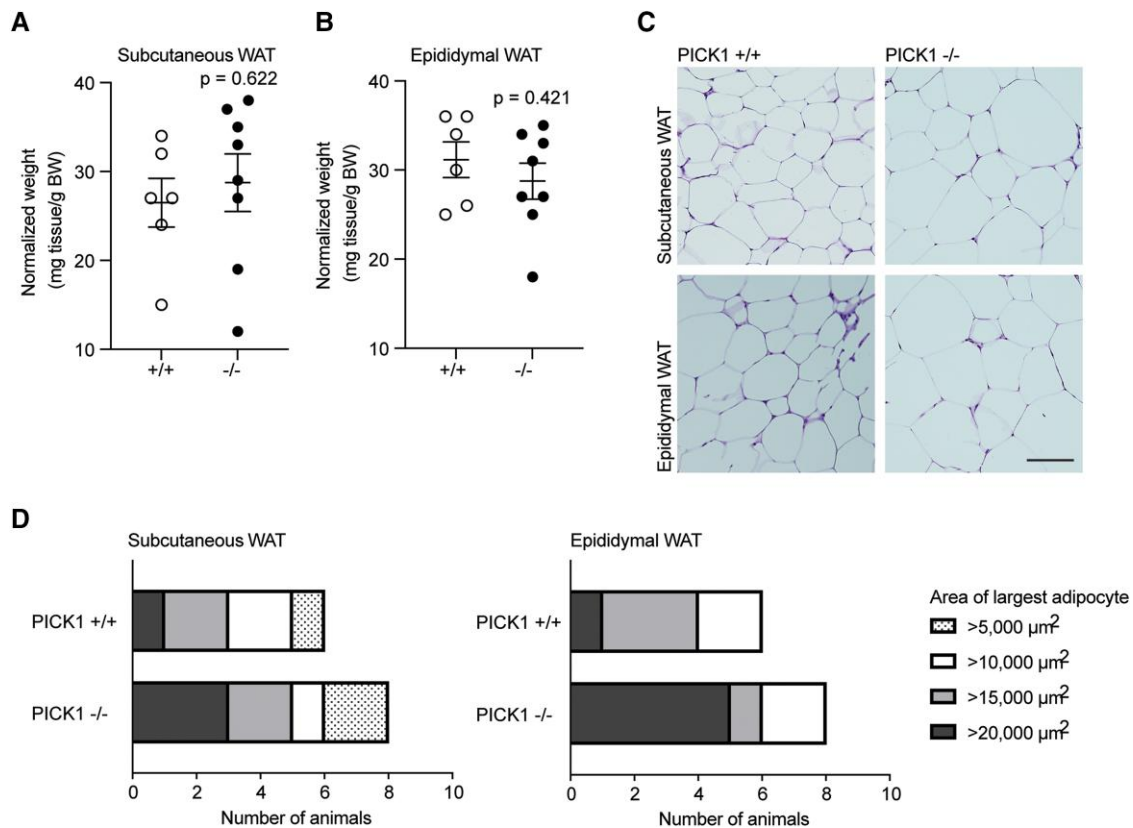 A
Subcutaneous WAT
p = 0.622
Normalized weight
(mg tissue/g BW)
40
30
20
10
+/+
-/-
B
Epididymal WAT
p = 0.421
Normalized weight
(mg tissue/g BW)
40
30
20
10
+/+
-/-
C
PICK1 +/+
PICK1 -/-
Subcutaneous WAT
Epididymal WAT
D
Subcutaneous WAT
PICK1 +/+
PICK1 -/-
0 2 4 6 8 10
Number of animals
Epididymal WAT
PICK1 +/+
PICK1 -/-
0 2 4 6 8 10
Number of animals
Area of largest adipocyte
>5,000 µm²
>10,000 µm²
>15,000 µm²
>20,000 µm²